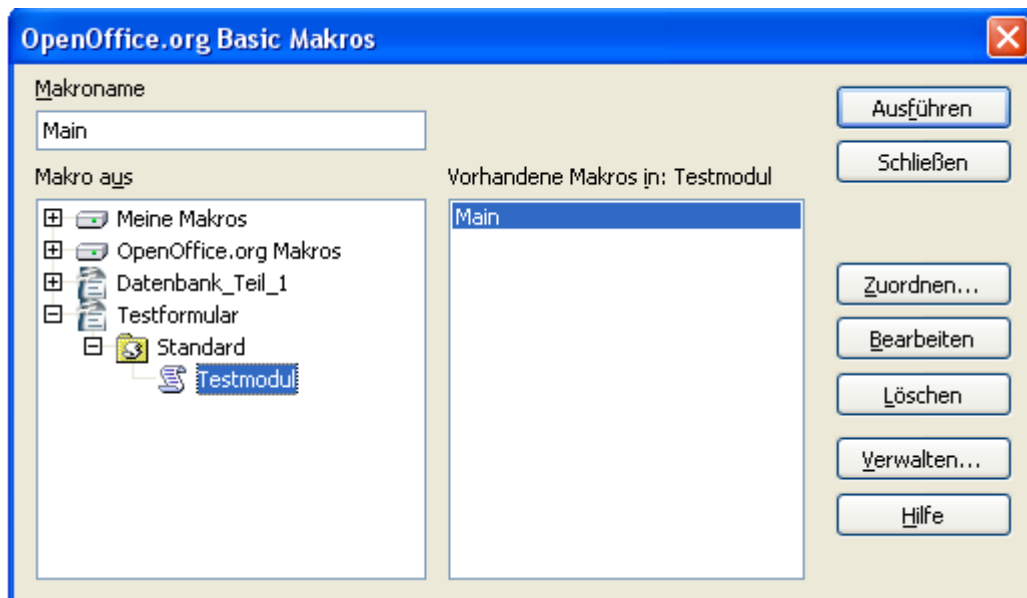 OpenOffice.org Basic Makros
Makroname
Main
Makro aus
Meine Makros
OpenOffice.org Makros
Datenbank_Teil_1
Testformular
Standard
Testmodul
Vorhandene Makros in: Testmodul
Main
Ausführen
Schließen
Zuordnen...
Bearbeiten
Löschen
Verwalten...
Hilfe